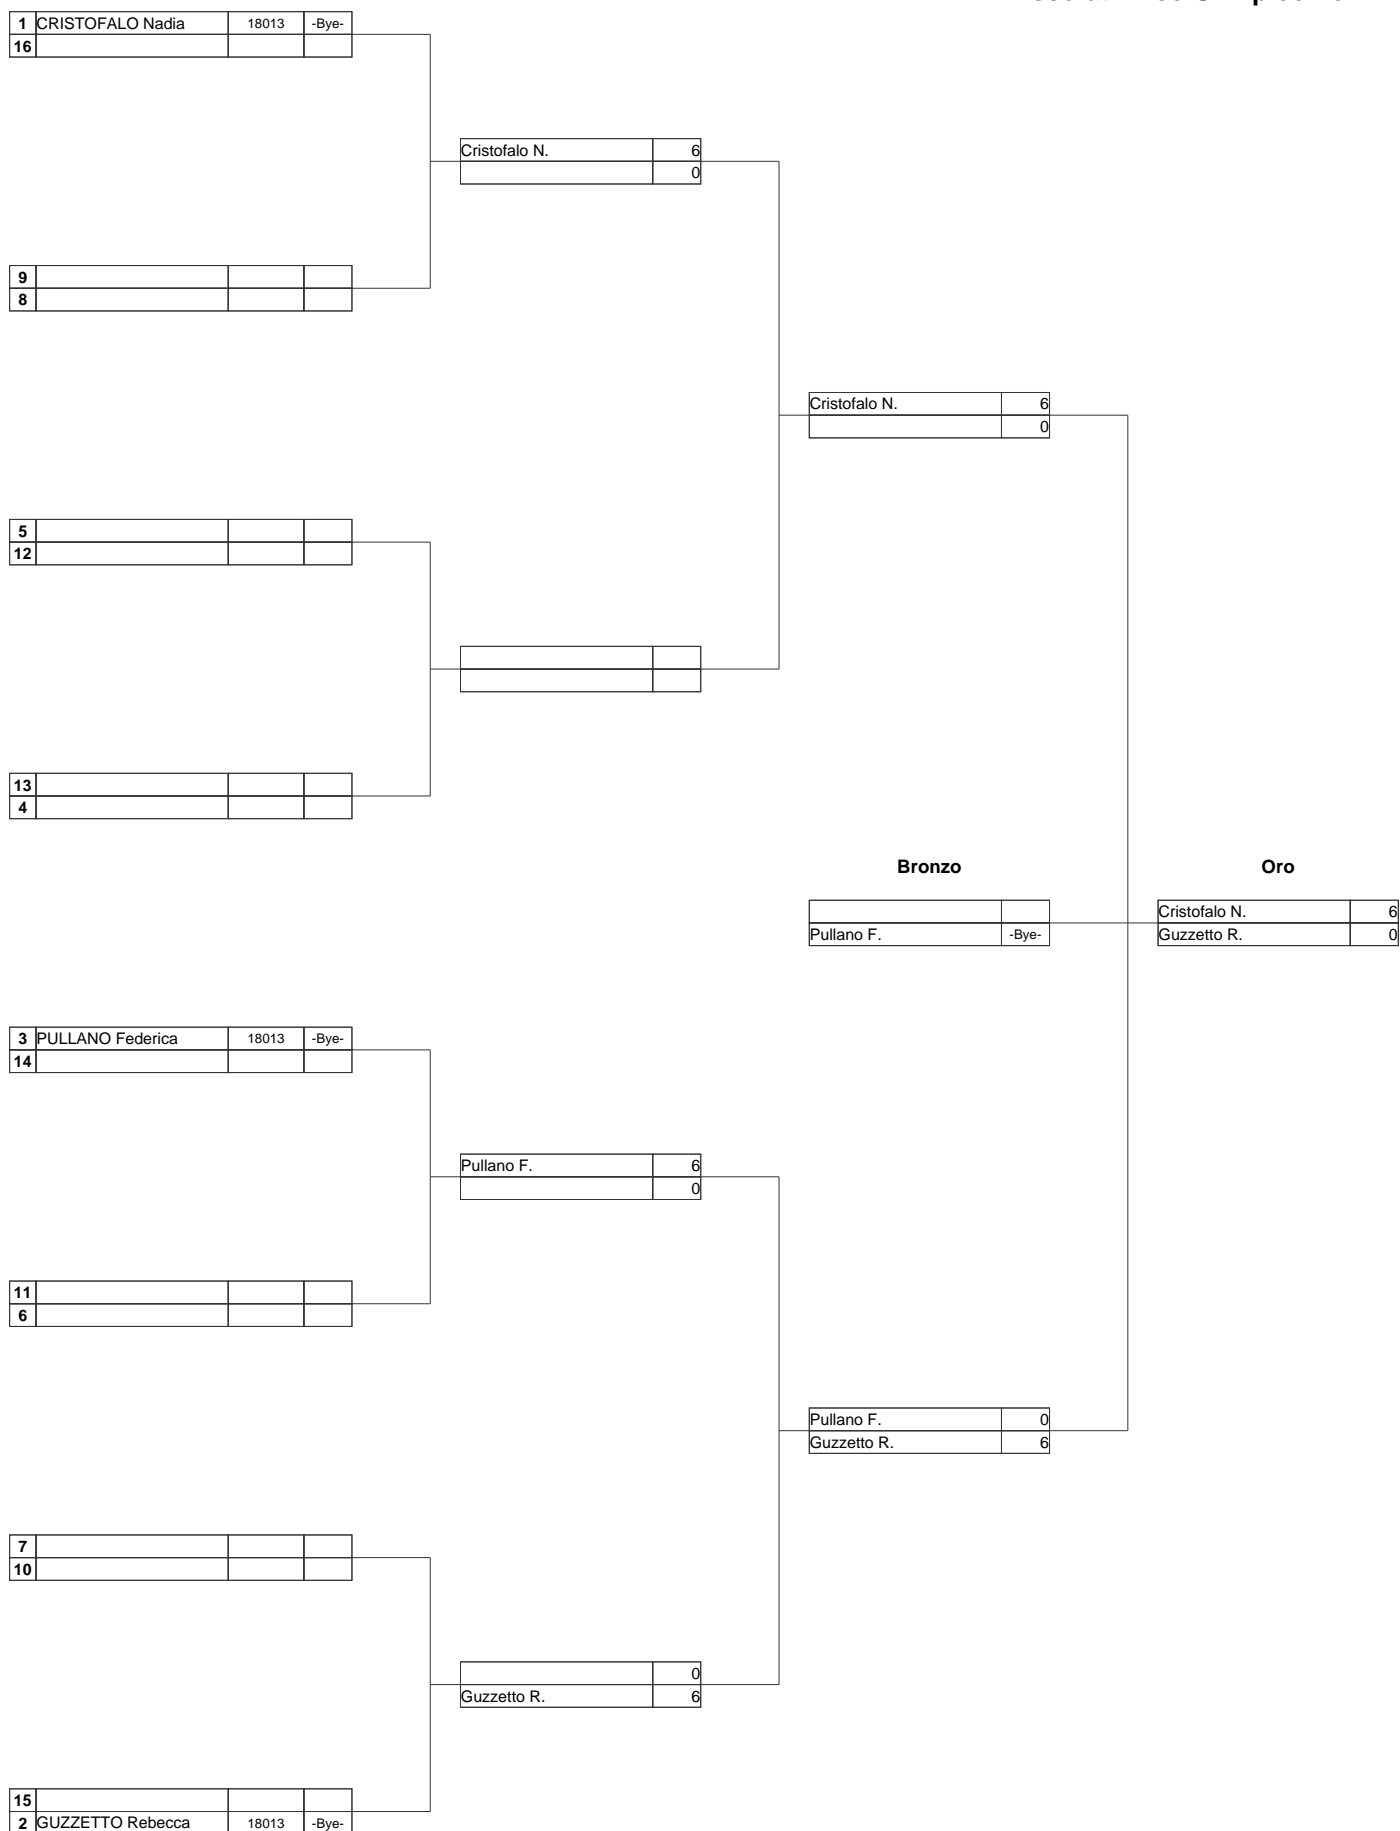 1 CRISTOFALO Nadia 18013 -Bye-
16
Cristofalo N. 6
0
9
8
Cristofalo N. 6
0
5
12
13
4
Bronzo Oro
Cristofalo N. 6
Pullano F. -Bye- Guzzetto R. 0
3 PULLANO Federica 18013 -Bye-
14
Pullano F. 6
0
11
6
Pullano F. 0
Guzzetto R. 6
7
10
0
Guzzetto R. 6
15
2 GUZZETTO Rebecca 18013 -Bye-